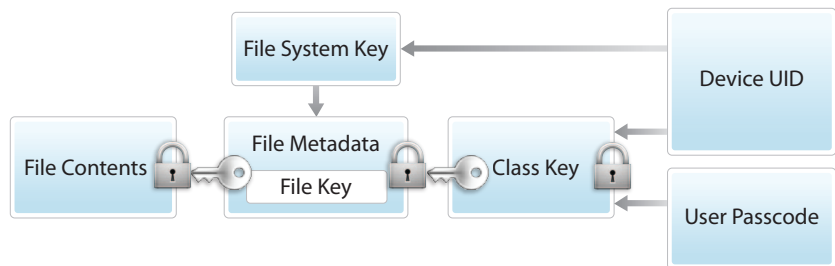 File System Key
Device UID
File Contents
File Metadata
File Key
Class Key
User Passcode